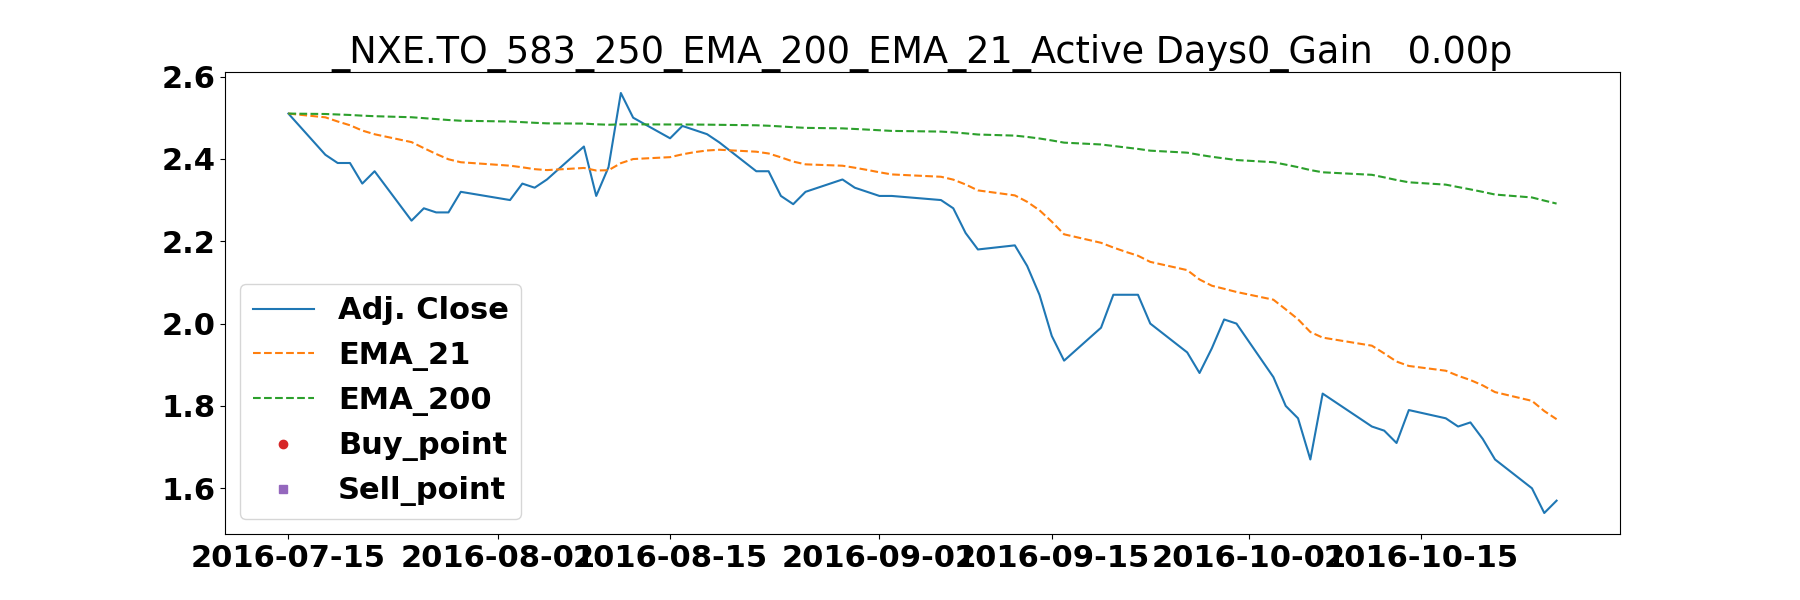 _NXE.TO_583_250_EMA_200_EMA_21_Active Days0_Gain   0.00p
2.6
2.4
2.2
2.0
1.8
1.6
Adj. Close
EMA_21
EMA_200
Buy_point
Sell_point
2016-07-15 2016-08-01 2016-08-15 2016-09-01 2016-09-15 2016-10-01 2016-10-15